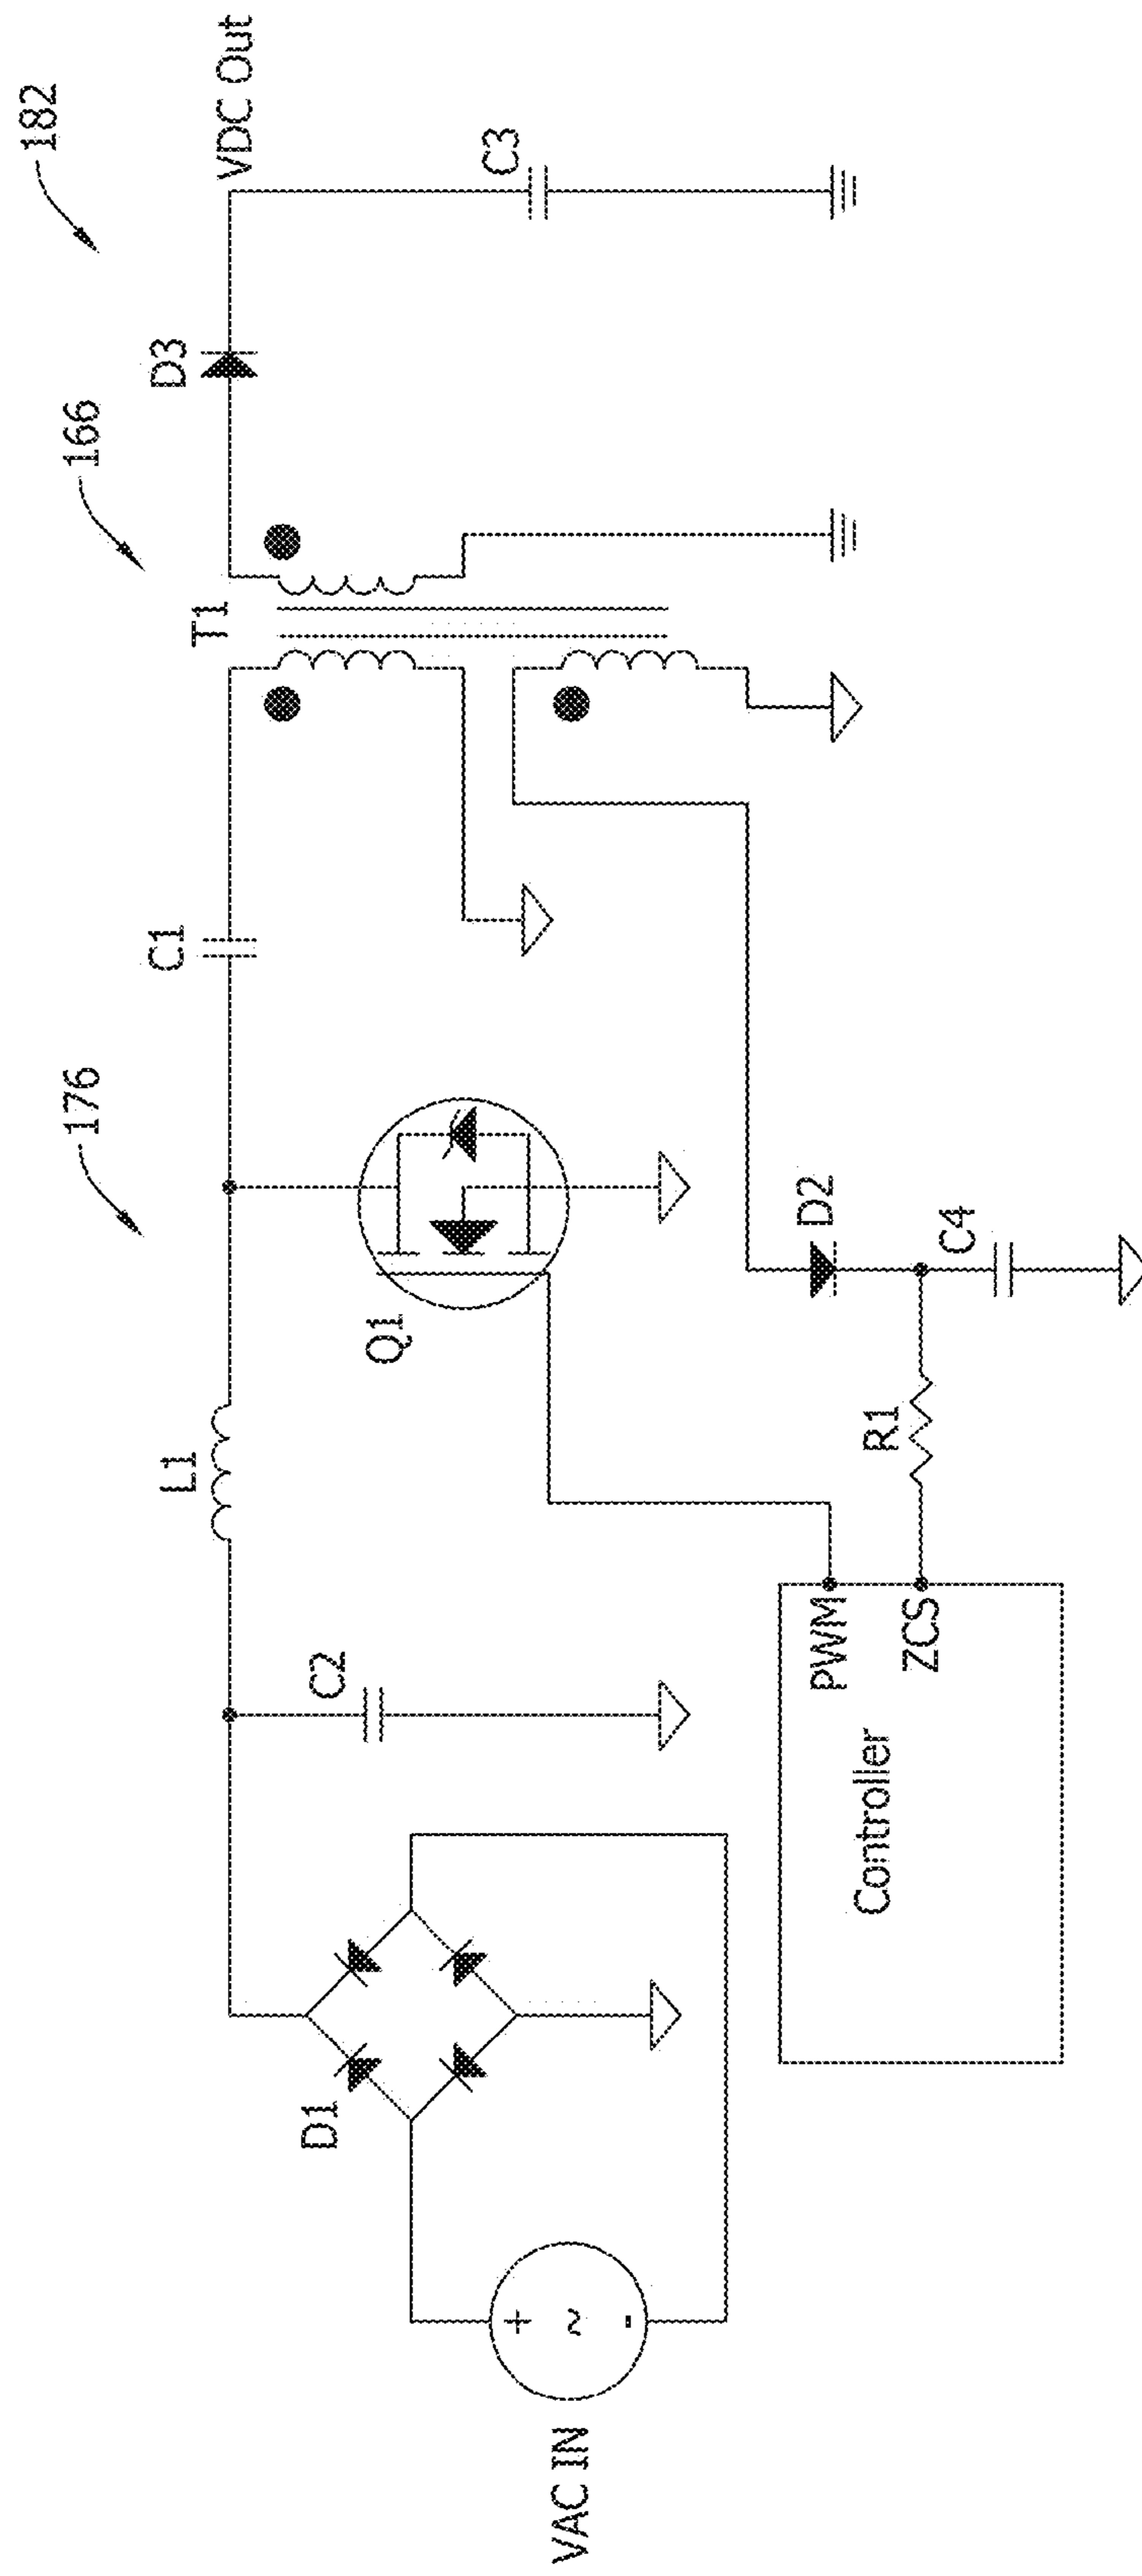 182
VDC Out
166
D3
C3
T1
176
C1
L1
Q1
D2
C4
R1
C2
PWM
ZCS
Controller
D1
+
~
-
VAC IN